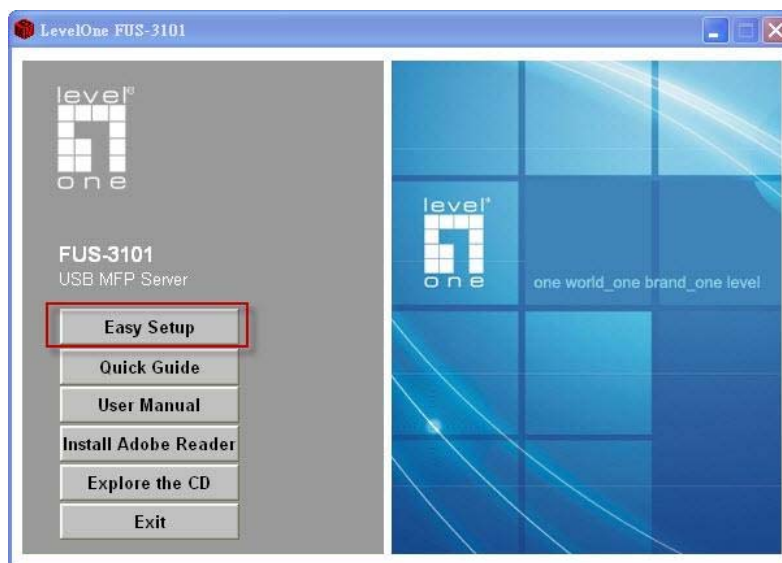 LevelOne FUS-3101
level®
one
FUS-3101
USB MFP Server
Easy Setup
Quick Guide
User Manual
Install Adobe Reader
Explore the CD
Exit
level®
one
one world_one brand_one level